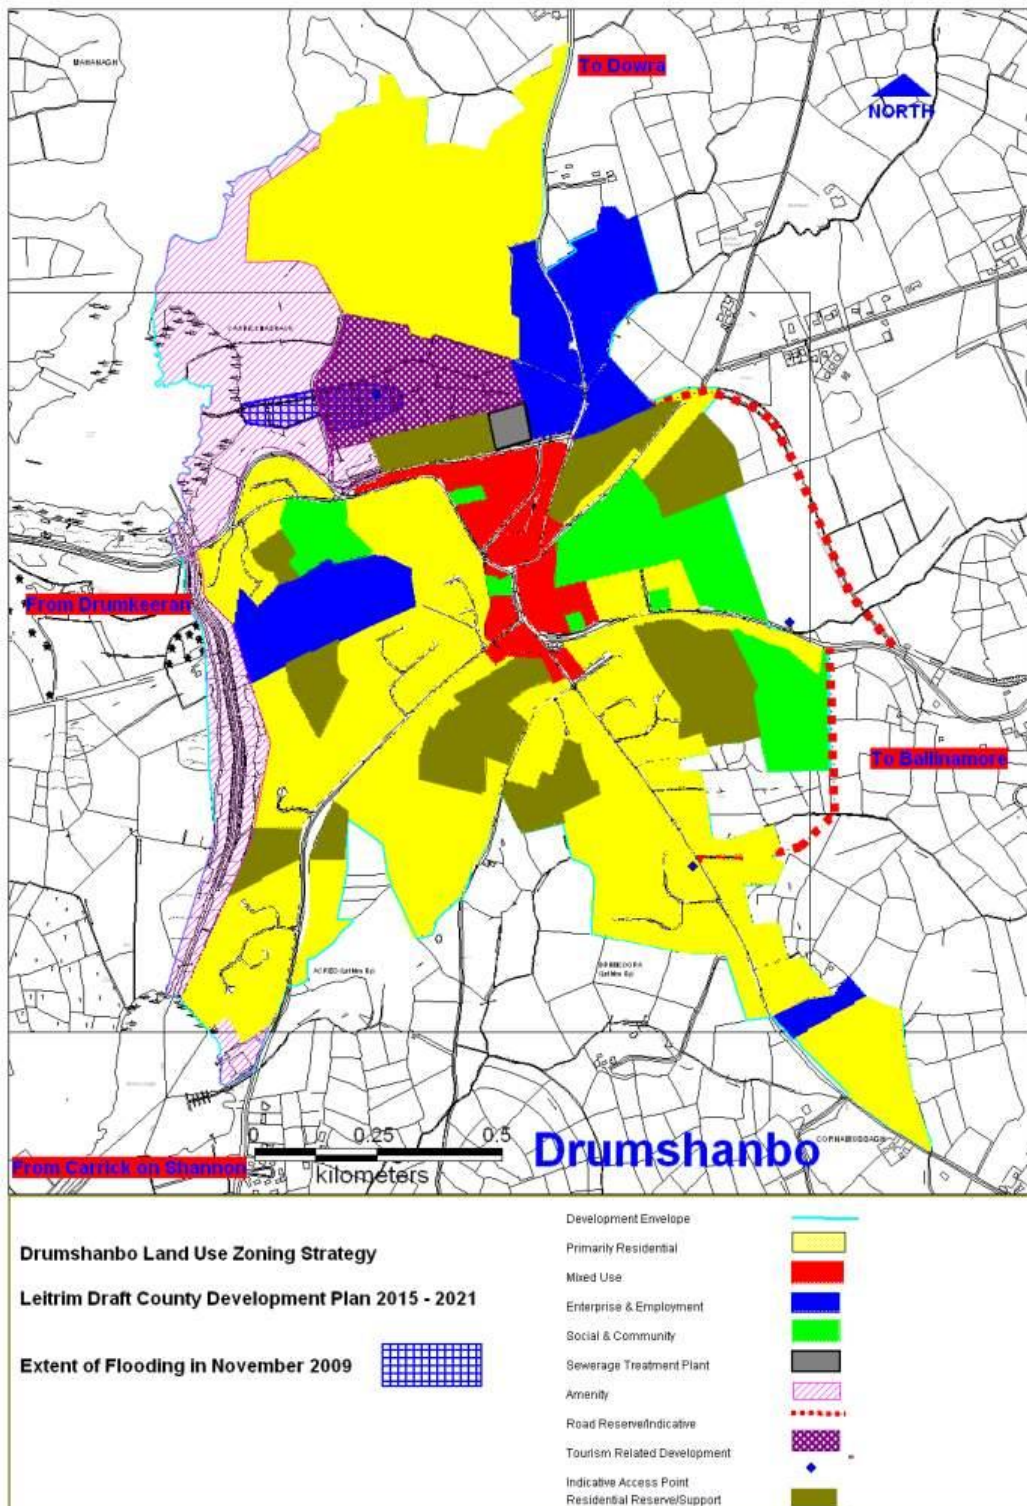 To Dowra
MAHANAGH
NORTH
From Drumkeeran
To Ballinamore
0 0.25 0.5
kilometers
Drumshanbo
From Carrick on Shannon
Drumshanbo Land Use Zoning Strategy
Leitrim Draft County Development Plan 2015 - 2021
Extent of Flooding in November 2009
Development Envelope
Primarily Residential
Mixed Use
Enterprise & Employment
Social & Community
Sewerage Treatment Plant
Amenity
Road Reserve/Indicative
Tourism Related Development
Indicative Access Point
Residential Reserve/Support